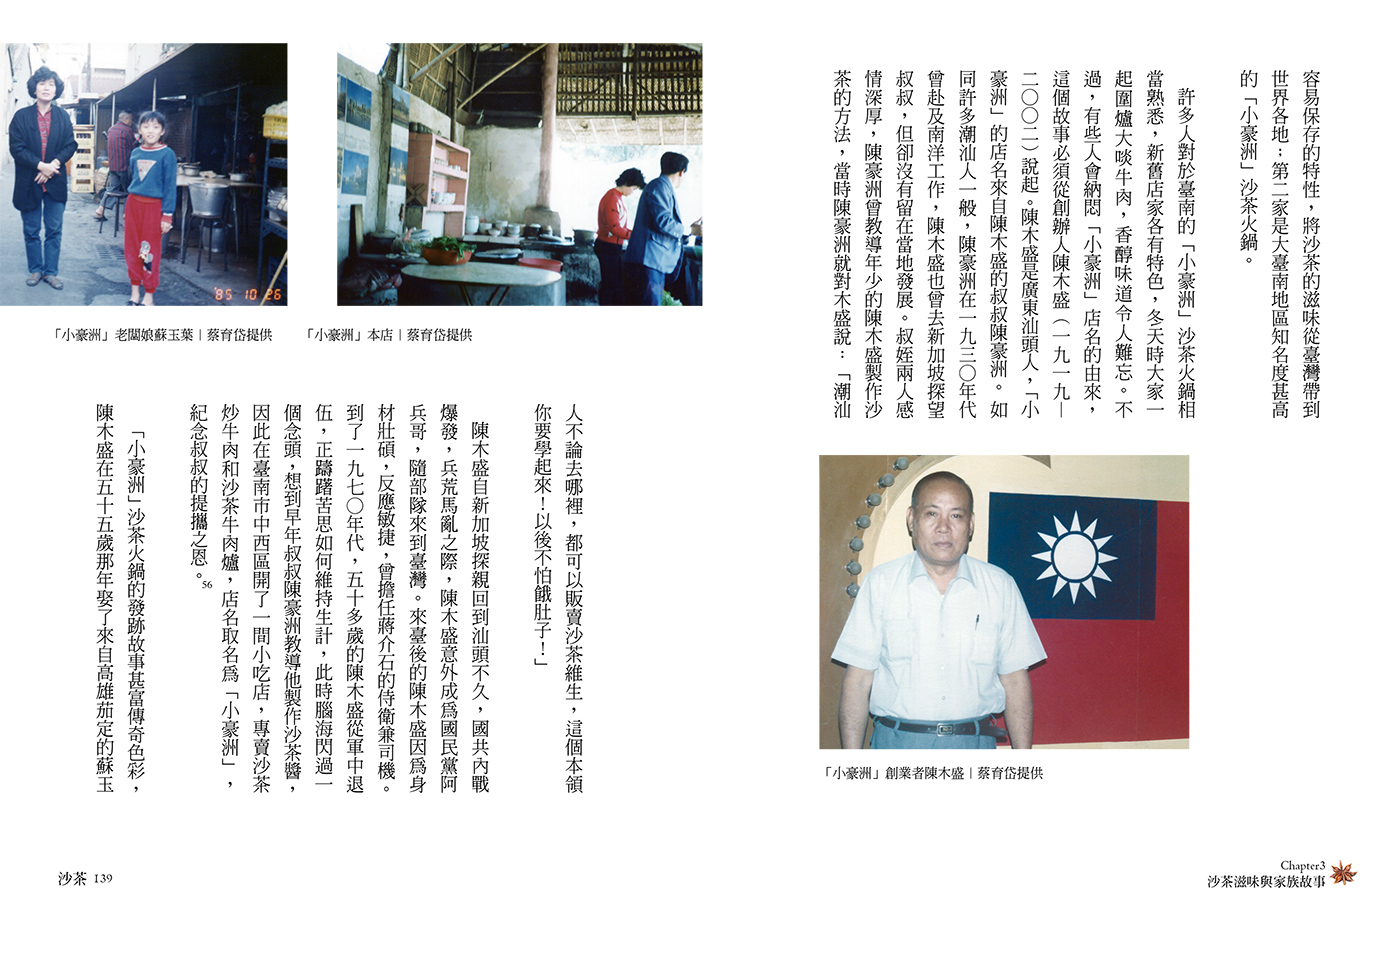 容易保存的特性，將沙茶的滋味從臺灣帶到
世界各地；第二家是大臺南地區知名度甚高
的「小豪洲」沙茶火鍋。
許多人對於臺南的「小豪洲」沙茶火鍋相
當熟悉，新舊店家各有特色，冬天時大家一
起圍爐大啖牛肉，香醇味道令人難忘。不
過，有些人會納悶「小豪洲」店名的由來，
這個故事必須從創辦人陳木盛（一九一九—
二〇〇二）說起。陳木盛是廣東汕頭人，「小
豪洲」的店名來自陳木盛的叔叔陳豪洲。如
同許多潮汕人一般，陳豪洲在一九三〇年代
曾赴及南洋工作，陳木盛也曾去新加坡探望
叔叔，但卻沒有留在當地發展。叔姪兩人感
情深厚，陳豪洲曾教導年少的陳木盛製作沙
茶的方法，當時陳豪洲就對木盛說：「潮汕
「小豪洲」創業者陳木盛｜蔡育岱提供
Chapter3
沙茶滋味與家族故事
「小豪洲」本店｜蔡育岱提供
「小豪洲」老闆娘蘇玉葉｜蔡育岱提供
'85 10 26
人不論去哪裡，都可以販賣沙茶維生，這個本領
你要學起來！以後不怕餓肚子！」
陳木盛自新加坡探親回到汕頭不久，國共內戰
爆發，兵荒馬亂之際，陳木盛意外成為國民黨阿
兵哥，隨部隊來到臺灣。來臺後的陳木盛因為身
材壯碩，反應敏捷，曾擔任蔣介石的侍衛兼司機。
到了一九七〇年代，五十多歲的陳木盛從軍中退
伍，正躊躇苦思如何維持生計，此時腦海閃過一
個念頭，想到早年叔叔陳豪洲教導他製作沙茶醬，
因此在臺南市中西區開了一間小吃店，專賣沙茶
炒牛肉和沙茶牛肉爐，店名取名為「小豪洲」，
紀念叔叔的提攜之恩。56
「小豪洲」沙茶火鍋的發跡故事甚富傳奇色彩，
陳木盛在五十五歲那年娶了來自高雄茄定的蘇玉
沙茶 139